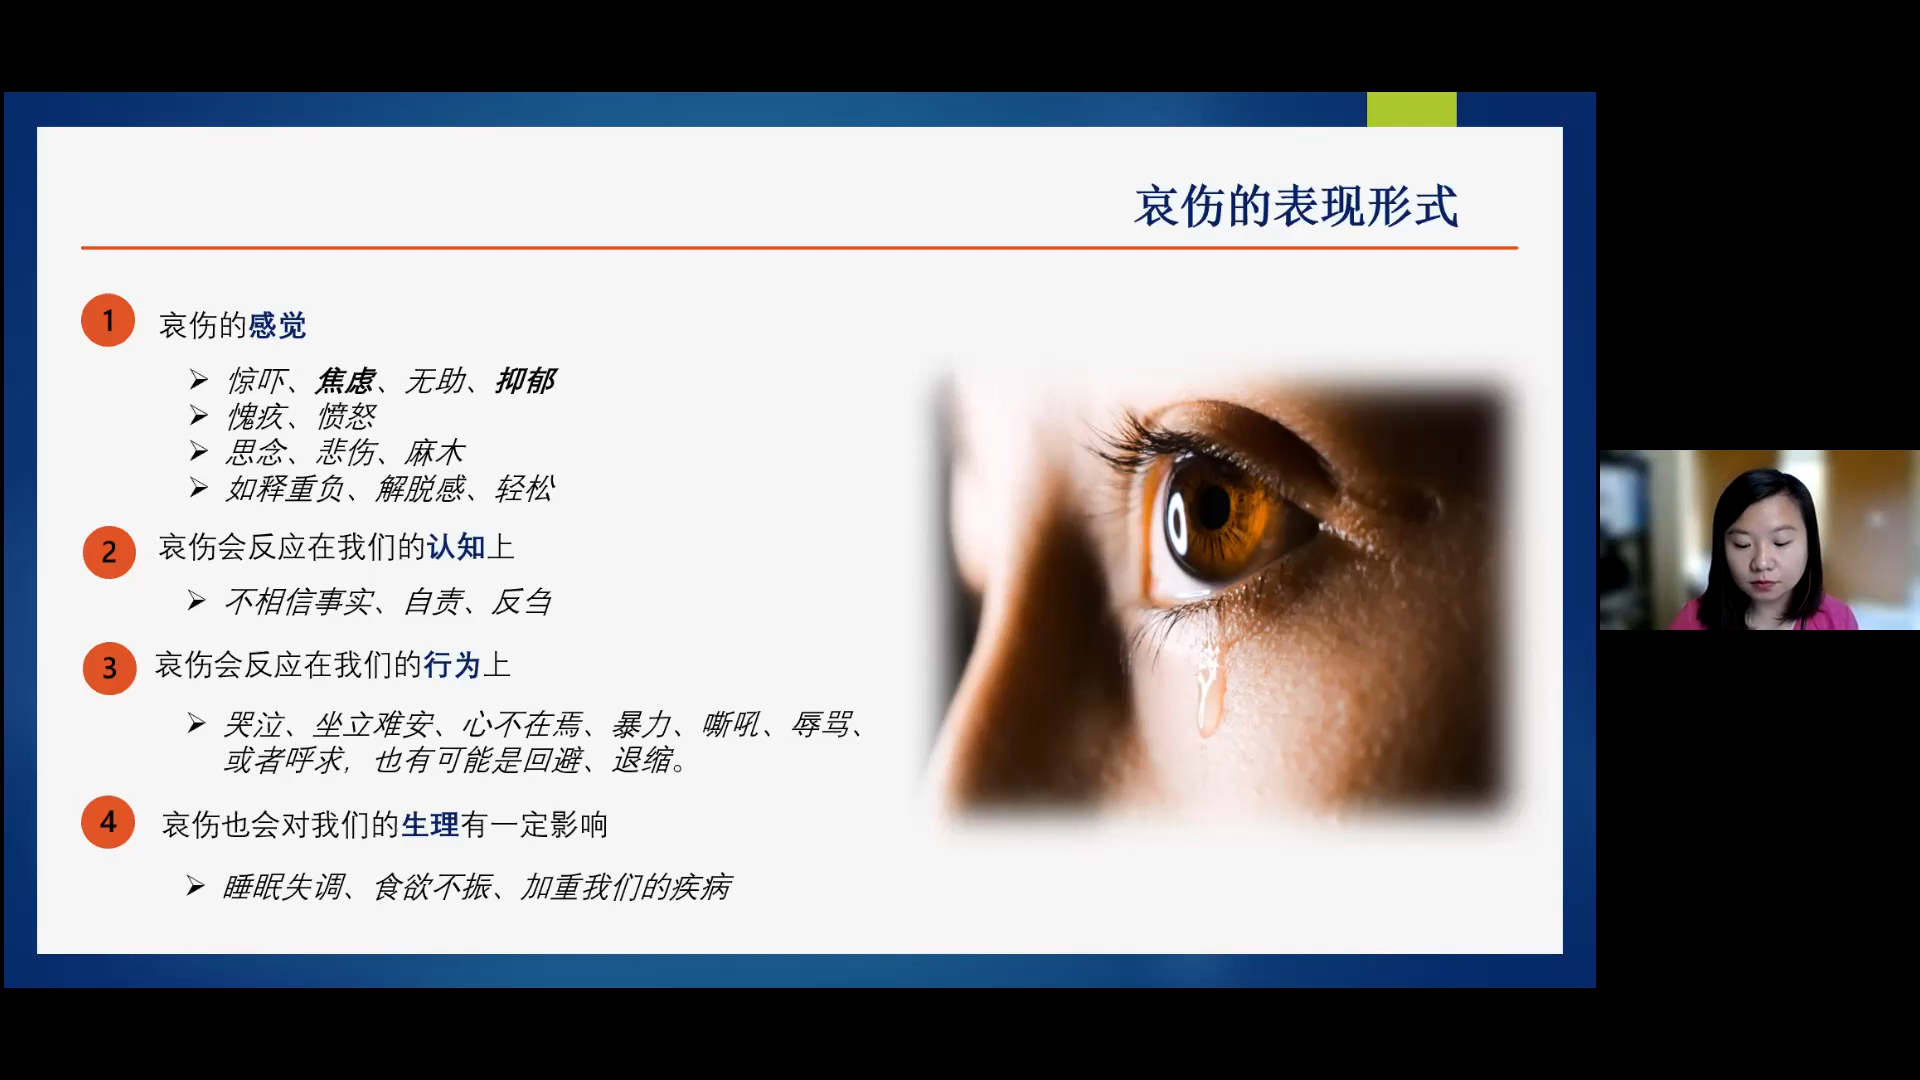 哀伤的表现形式
1 哀伤的感觉
➢ 惊吓、焦虑、无助、抑郁
➢ 愧疚、愤怒
➢ 思念、悲伤、麻木
➢ 如释重负、解脱感、轻松
2 哀伤会反应在我们的认知上
➢ 不相信事实、自责、反刍
3 哀伤会反应在我们的行为上
➢ 哭泣、坐立难安、心不在焉、暴力、嘶吼、辱骂、
或者呼求，也有可能是回避、退缩。
4 哀伤也会对我们的生理有一定影响
➢ 睡眠失调、食欲不振、加重我们的疾病